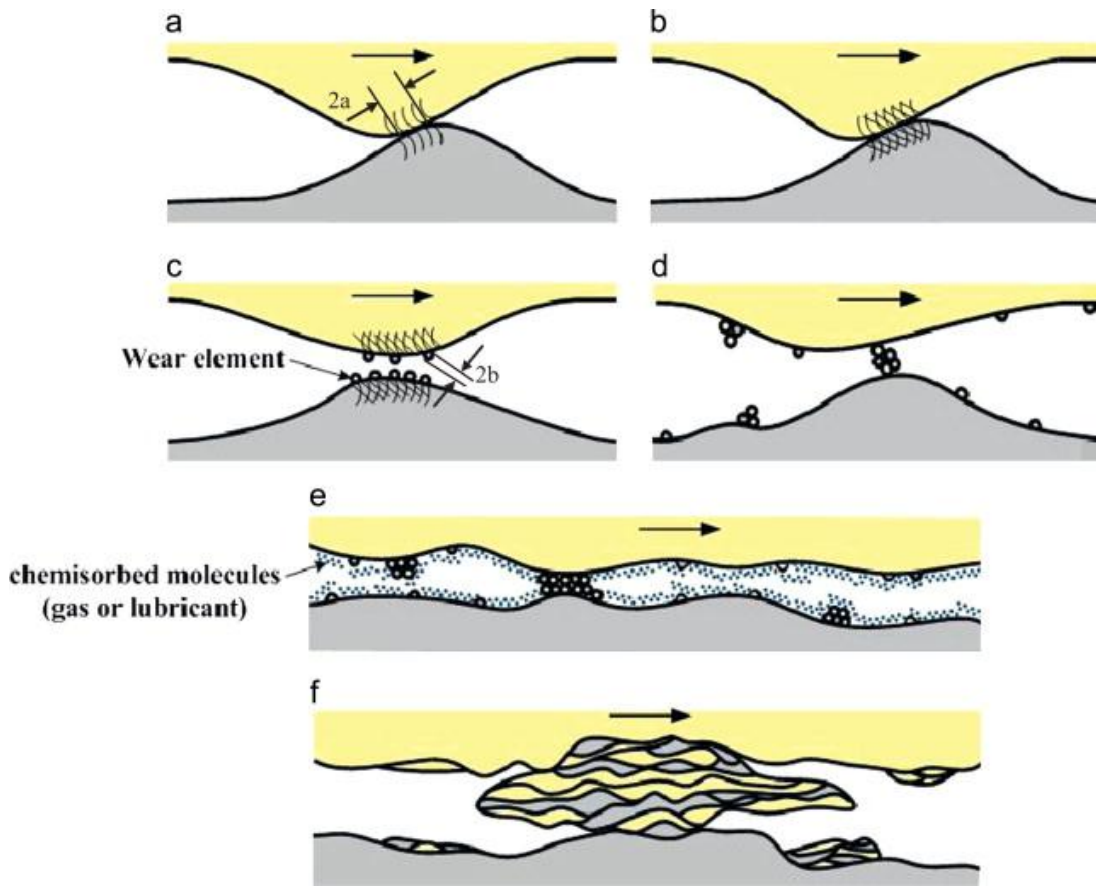 a
b
2a
c
d
Wear element
2b
e
chemisorbed molecules
(gas or lubricant)
f